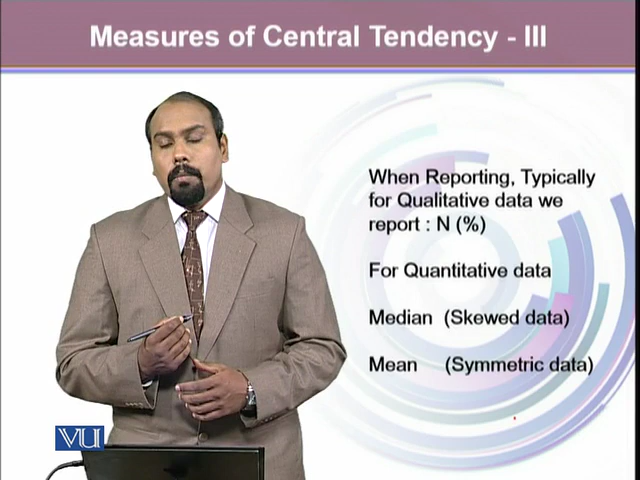 Measures of Central Tendency - III
When Reporting, Typically
for Qualitative data we
report : N (%)
For Quantitative data
Median (Skewed data)
Mean (Symmetric data)
VU